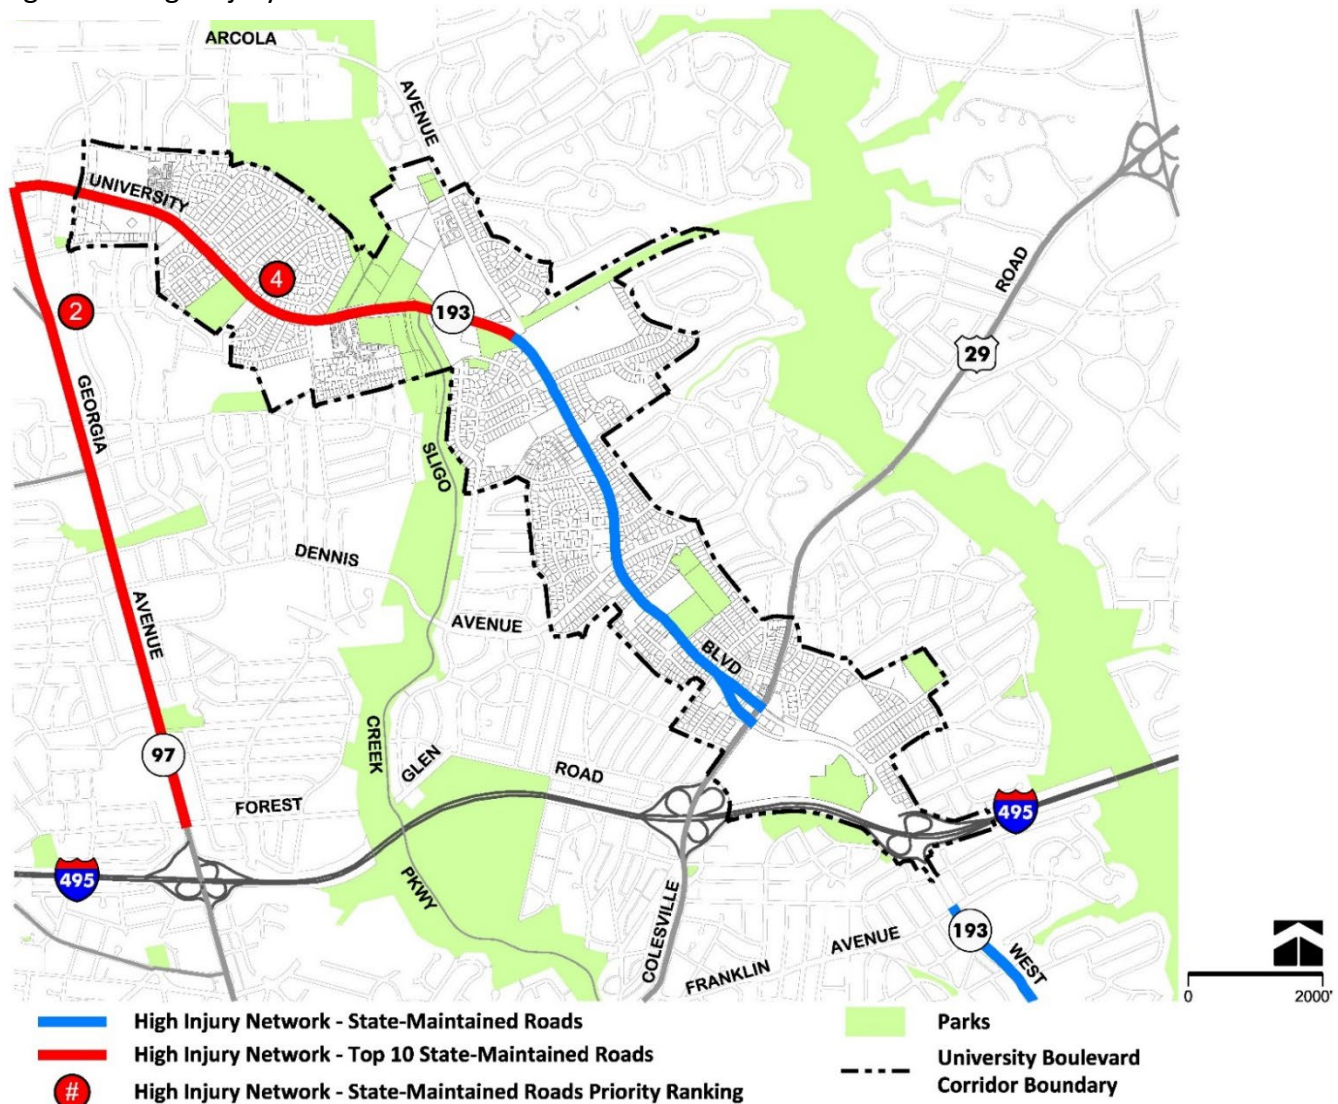 ARCOLA
AVENUE
UNIVERSITY
4
2
193
29
ROAD
GEORGIA
SLIGO
DENNIS
AVENUE
AVENUE
BLVD
97
CREEK
GLEN
ROAD
FOREST
495
495
PKWY
COLESVILLE
FRANKLIN
AVENUE
193
WEST
0 2000'
High Injury Network - State-Maintained Roads
High Injury Network - Top 10 State-Maintained Roads
# High Injury Network - State-Maintained Roads Priority Ranking
Parks
University Boulevard
Corridor Boundary